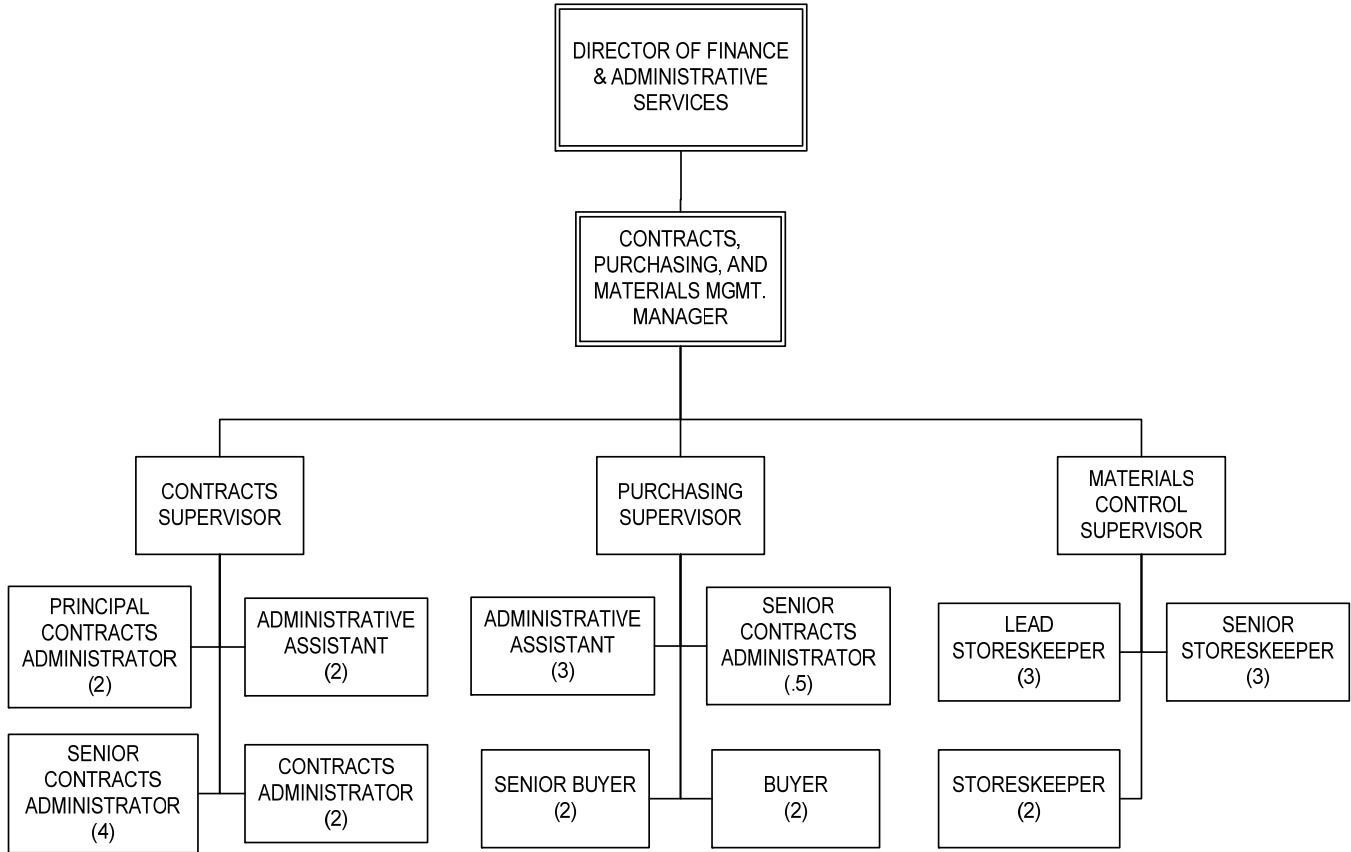 DIRECTOR OF FINANCE
& ADMINISTRATIVE
SERVICES
CONTRACTS,
PURCHASING, AND
MATERIALS MGMT.
MANAGER
CONTRACTS
SUPERVISOR
PURCHASING
SUPERVISOR
MATERIALS
CONTROL
SUPERVISOR
PRINCIPAL
CONTRACTS
ADMINISTRATOR
(2)
ADMINISTRATIVE
ASSISTANT
(2)
ADMINISTRATIVE
ASSISTANT
(3)
SENIOR
CONTRACTS
ADMINISTRATOR
(.5)
LEAD
STORESKEEPER
(3)
SENIOR
STORESKEEPER
(3)
SENIOR
CONTRACTS
ADMINISTRATOR
(4)
CONTRACTS
ADMINISTRATOR
(2)
SENIOR BUYER
(2)
BUYER
(2)
STORESKEEPER
(2)